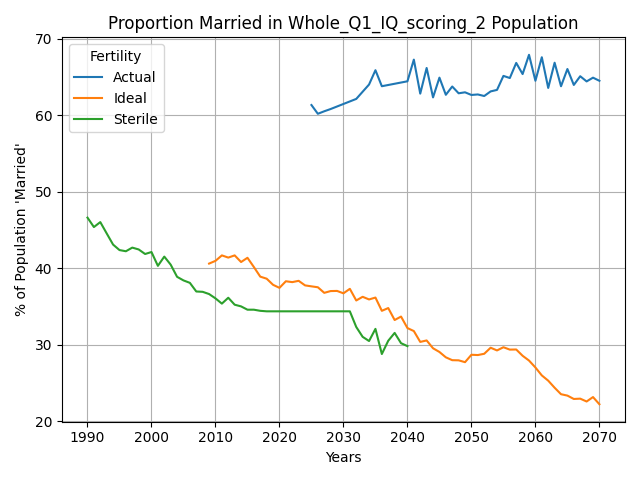 Proportion Married in Whole_Q1_IQ_scoring_2 Population
70
60
50
40
30
20
% of Population 'Married'
Fertility
Actual
Ideal
Sterile
1990 2000 2010 2020 2030 2040 2050 2060 2070
Years